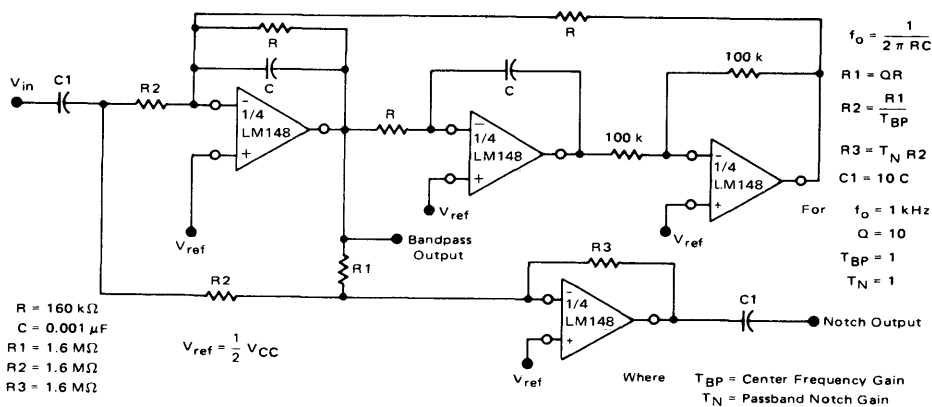 R
R
C
V_in
C1
R2
−
1/4
LM148
+
V_ref
R
C
−
1/4
LM148
+
V_ref
100 k
100 k
−
1/4
LM148
+
V_ref
Bandpass
Output
R1
R2
R3
−
1/4
LM148
+
V_ref
C1
Notch Output
f_o = 1 / 2 π RC
R1 = QR
R2 = R1 / T_BP
R3 = T_N R2
C1 = 10 C
For f_o = 1 kHz
Q = 10
T_BP = 1
T_N = 1
R = 160 kΩ
C = 0.001 μF
R1 = 1.6 MΩ
R2 = 1.6 MΩ
R3 = 1.6 MΩ
V_ref = 1/2 V_CC
Where T_BP = Center Frequency Gain
T_N = Passband Notch Gain